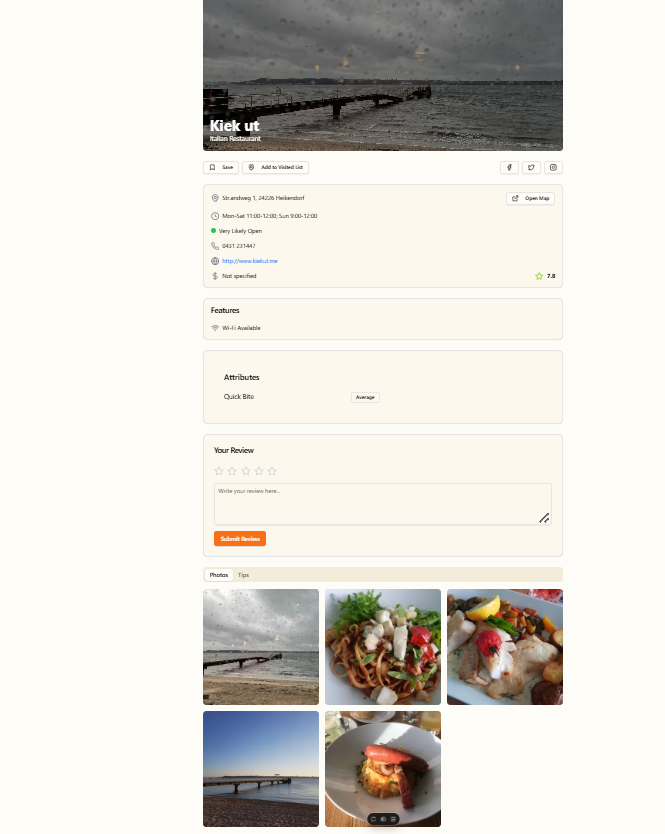 Kiek ut
Italian Restaurant
Save
Add to Visited List
Strandweg 1, 24226 Heikendorf
Open Map
Mon-Sat 11:00-12:00; Sun 9:00-12:00
Very Likely Open
0431 231447
http://www.kiekut.me
Not specified
7.8
Features
Wi-Fi Available
Attributes
Quick Bite
Average
Your Review
Write your review here...
Submit Review
Photos
Tips